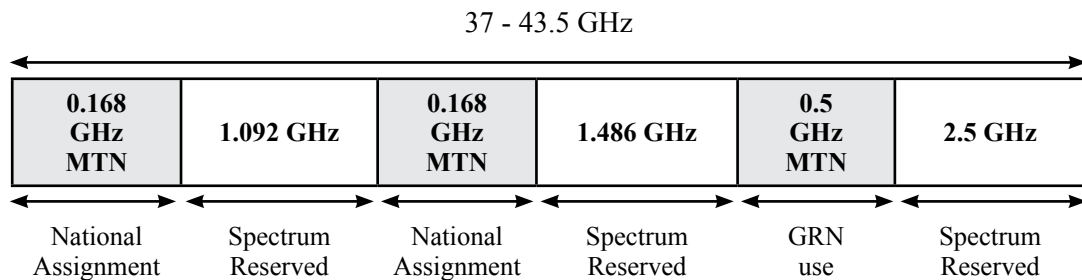 37 - 43.5 GHz
0.168
GHz
MTN
1.092 GHz
0.168
GHz
MTN
1.486 GHz
0.5
GHz
MTN
2.5 GHz
National
Assignment
Spectrum
Reserved
National
Assignment
Spectrum
Reserved
GRN
use
Spectrum
Reserved